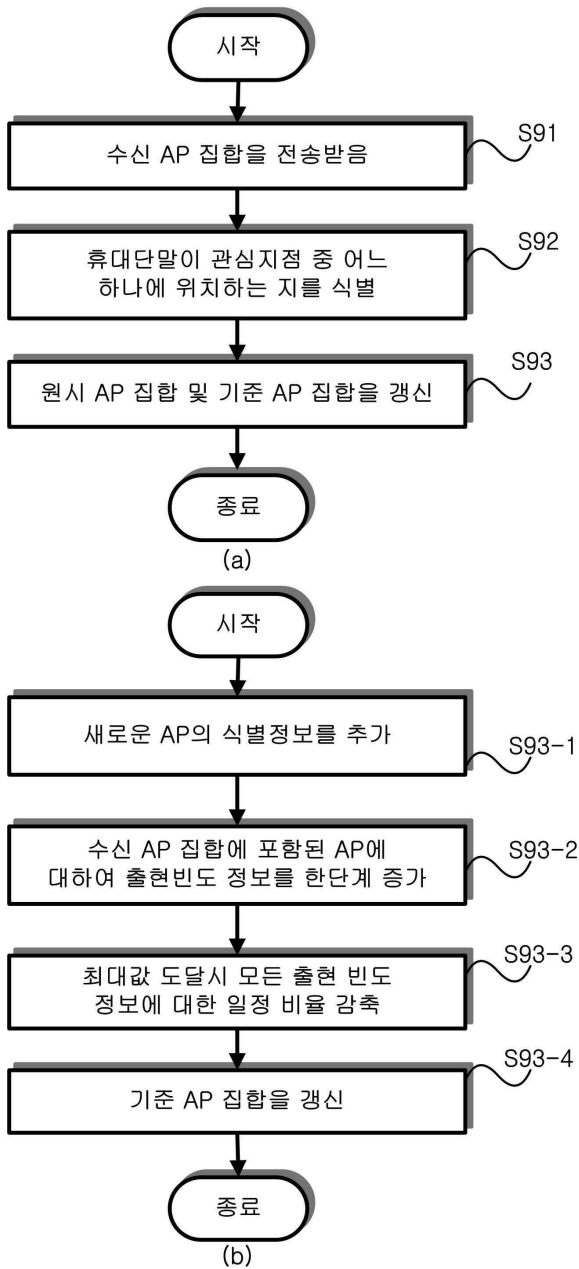 시작
수신 AP 집합을 전송받음
S91
휴대단말이 관심지점 중 어느
하나에 위치하는 지를 식별
S92
원시 AP 집합 및 기준 AP 집합을 갱신
S93
종료
(a)
시작
새로운 AP의 식별정보를 추가
S93-1
수신 AP 집합에 포함된 AP에
대하여 출현빈도 정보를 한단계 증가
S93-2
최대값 도달시 모든 출현 빈도
정보에 대한 일정 비율 감축
S93-3
기준 AP 집합을 갱신
S93-4
종료
(b)